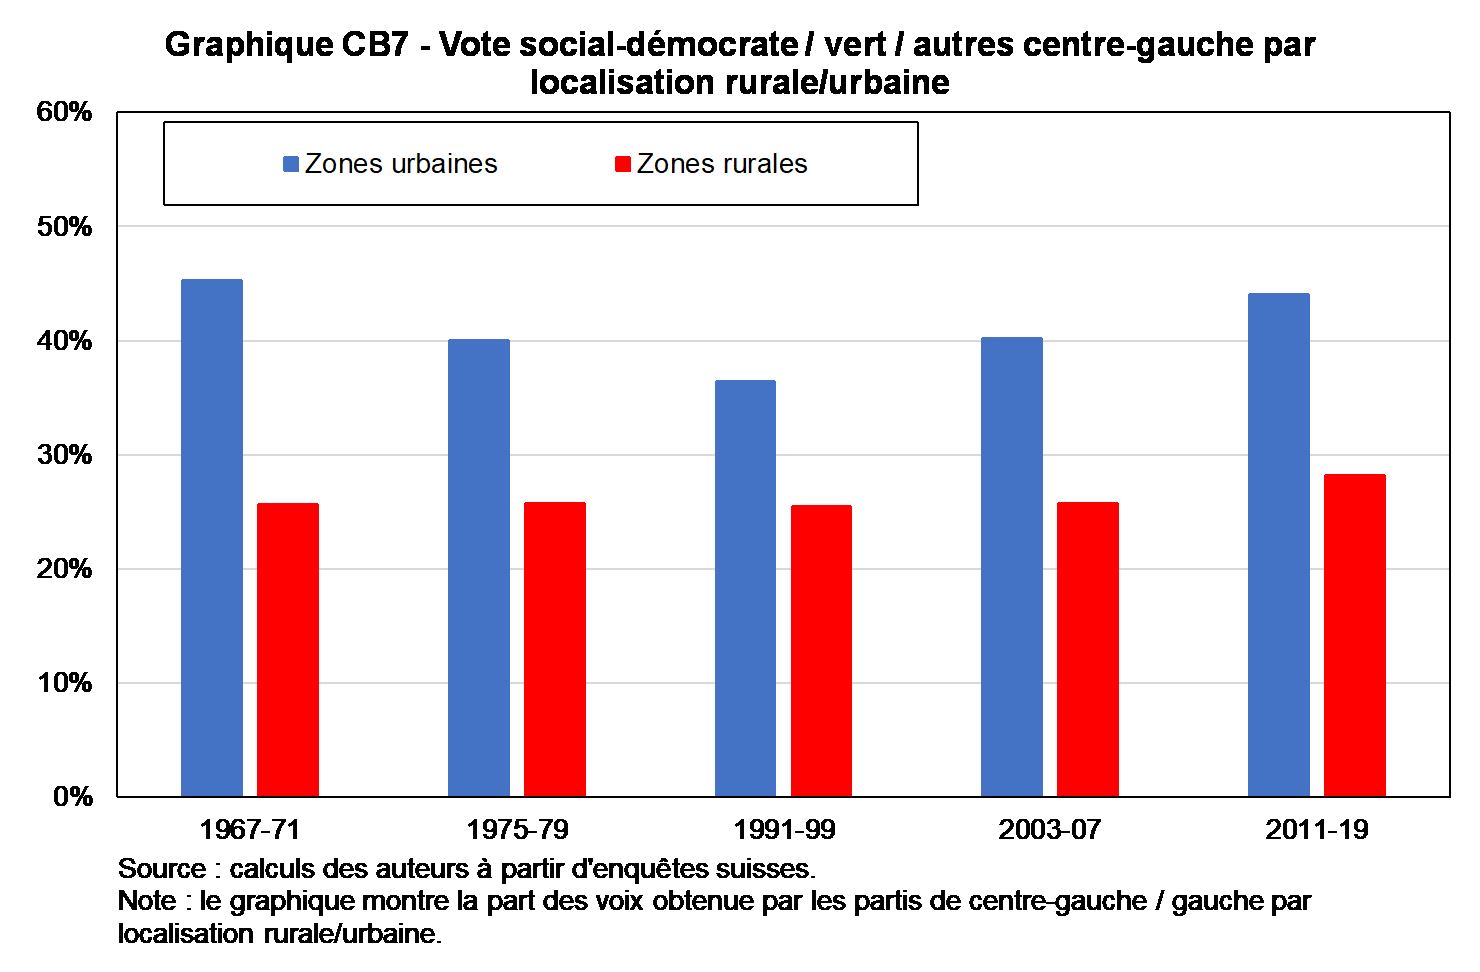 Graphique CB7 - Vote social-démocrate / vert / autres centre-gauche par
localisation rurale/urbaine
60%
Zones urbaines Zones rurales
50%
40%
30%
20%
10%
0%
1967-71 1975-79 1991-99 2003-07 2011-19
Source : calculs des auteurs à partir d'enquêtes suisses.
Note : le graphique montre la part des voix obtenue par les partis de centre-gauche / gauche par
localisation rurale/urbaine.